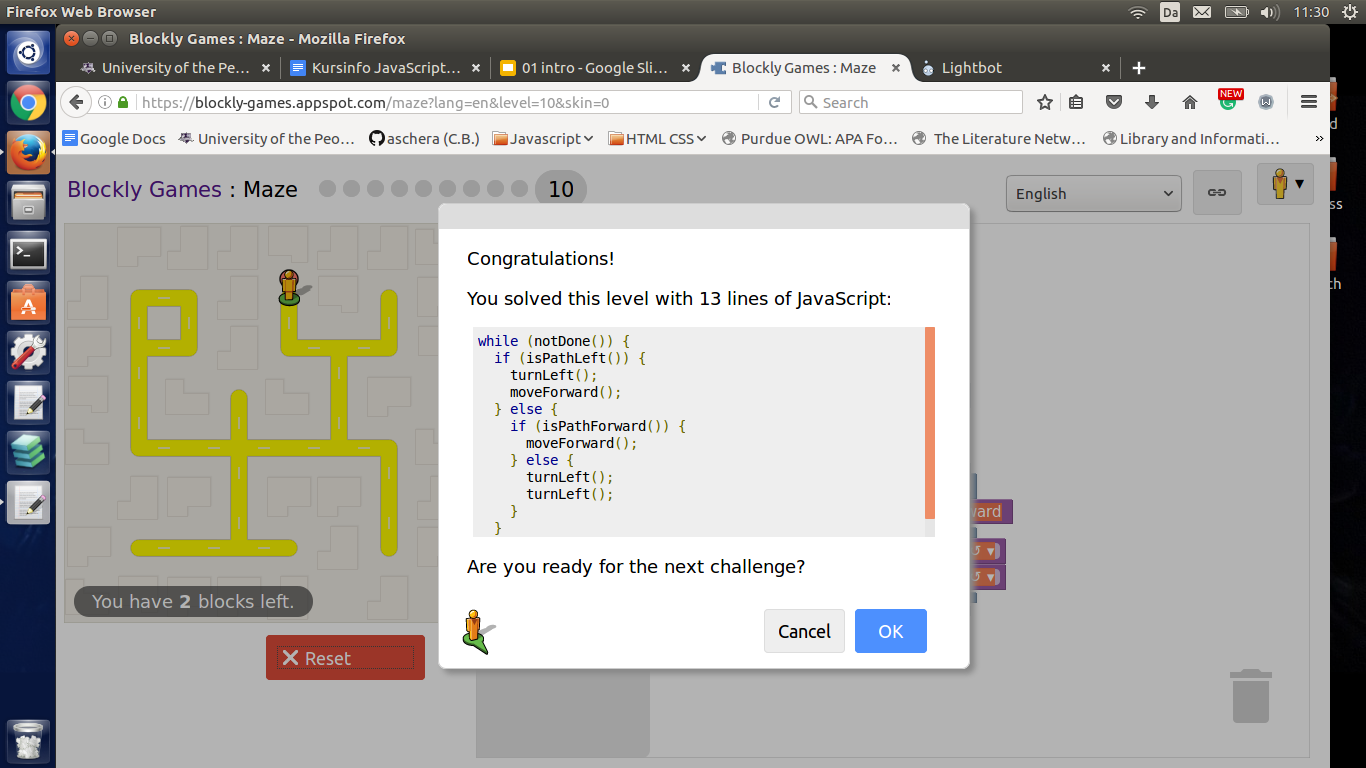 Firefox Web Browser
Da
11:30
Blockly Games : Maze - Mozilla Firefox
University of the Pe…
Kursinfo JavaScript…
01 intro - Google Sli…
Blockly Games : Maze
Lightbot
https://blockly-games.appspot.com/maze?lang=en&level=10&skin=0
Search
NEW
Google Docs
University of the Peo…
aschera (C.B.)
Javascript
HTML CSS
Purdue OWL: APA Fo…
The Literature Netw…
Library and Informati…
»
Blockly Games : Maze
10
English
Congratulations!
You solved this level with 13 lines of JavaScript:
while (notDone()) {
if (isPathLeft()) {
turnLeft();
moveForward();
} else {
if (isPathForward()) {
moveForward();
} else {
turnLeft();
turnLeft();
}
}
Are you ready for the next challenge?
Cancel
OK
You have 2 blocks left.
Reset